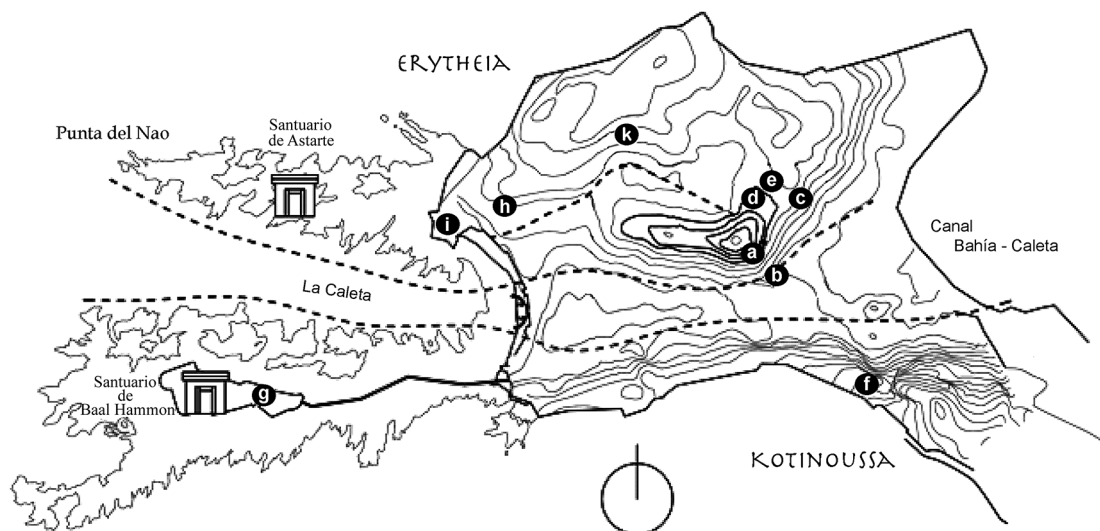 ERYTHEIA
Punta del Nao
Santuario
de Astarte
k
e
d
c
h
i
a
b
Canal
Bahía - Caleta
La Caleta
Santuario
de
Baal Hammon
g
f
KOTINOUSSA